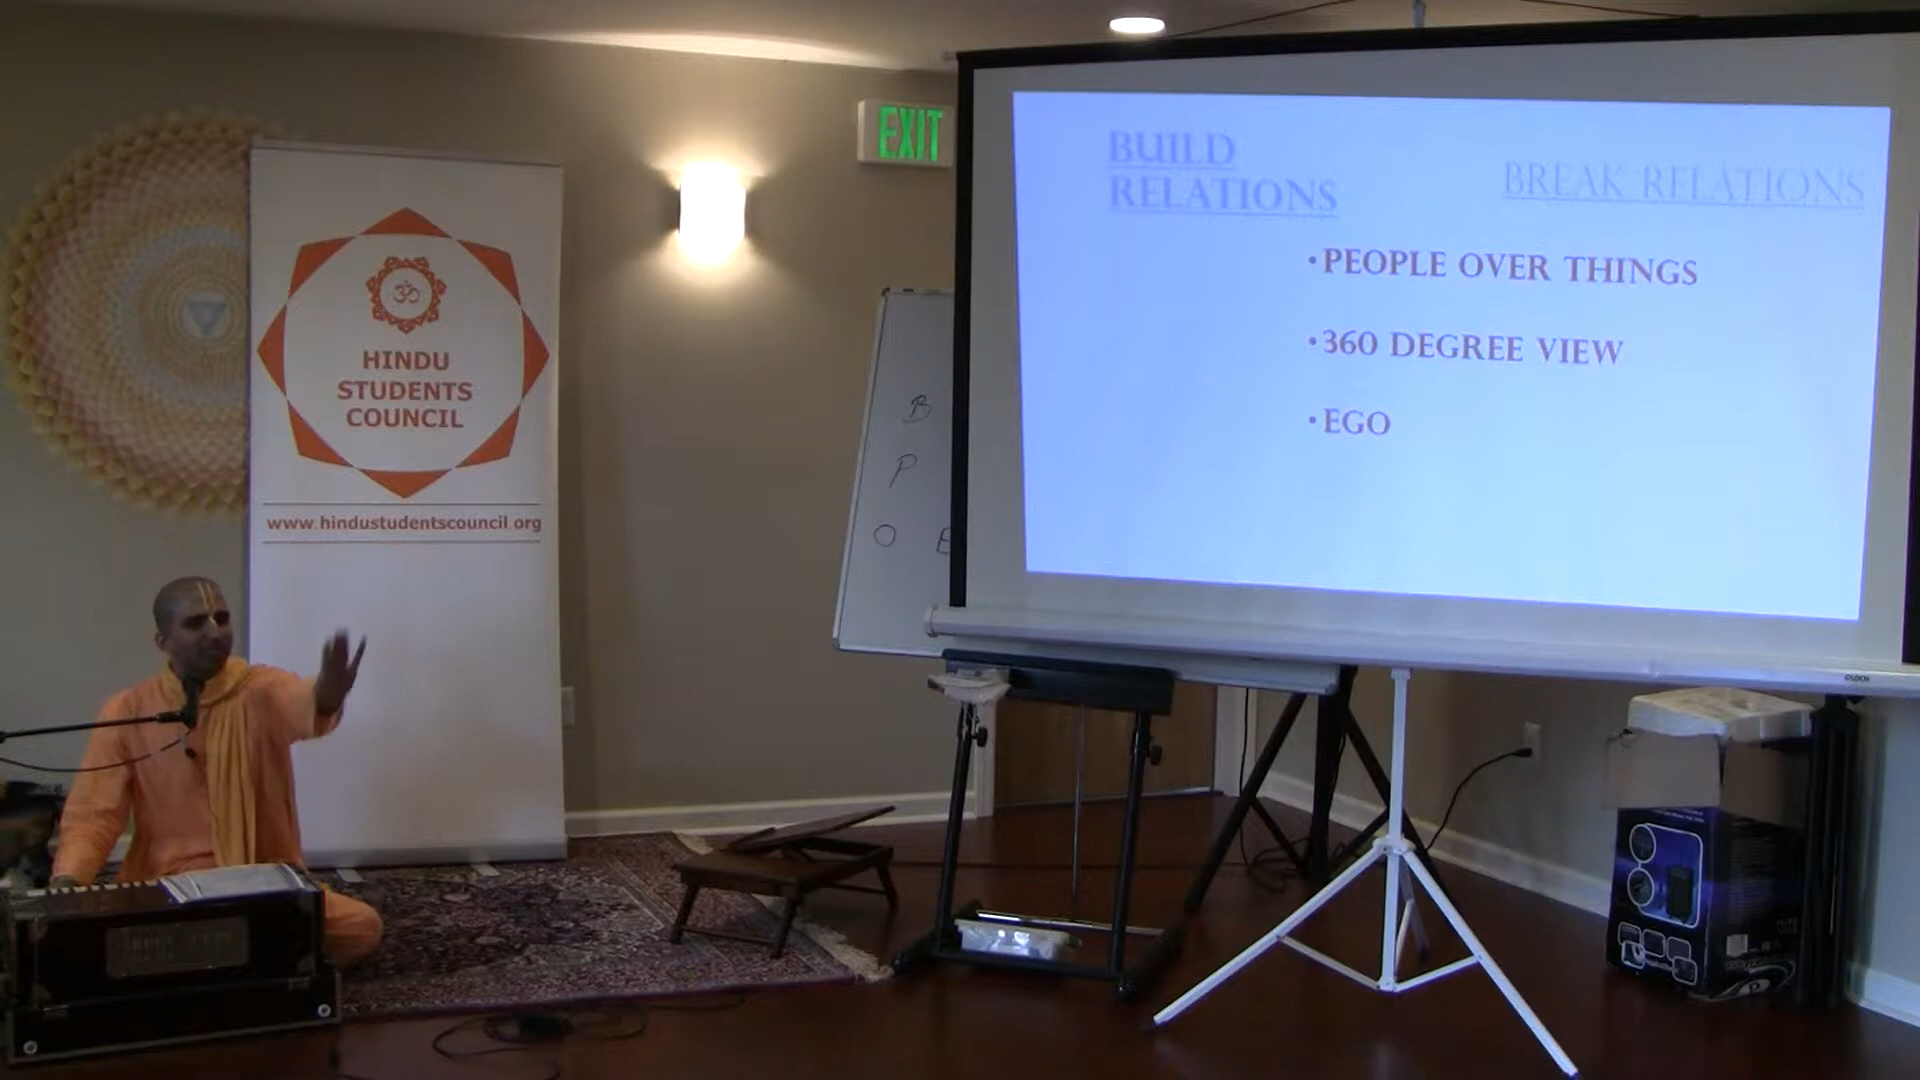 HINDU
STUDENTS
COUNCIL
www.hindustudentscouncil.org
EXIT
B
P
O E
BUILD
RELATIONS
BREAK RELATIONS
• PEOPLE OVER THINGS
• 360 DEGREE VIEW
• EGO